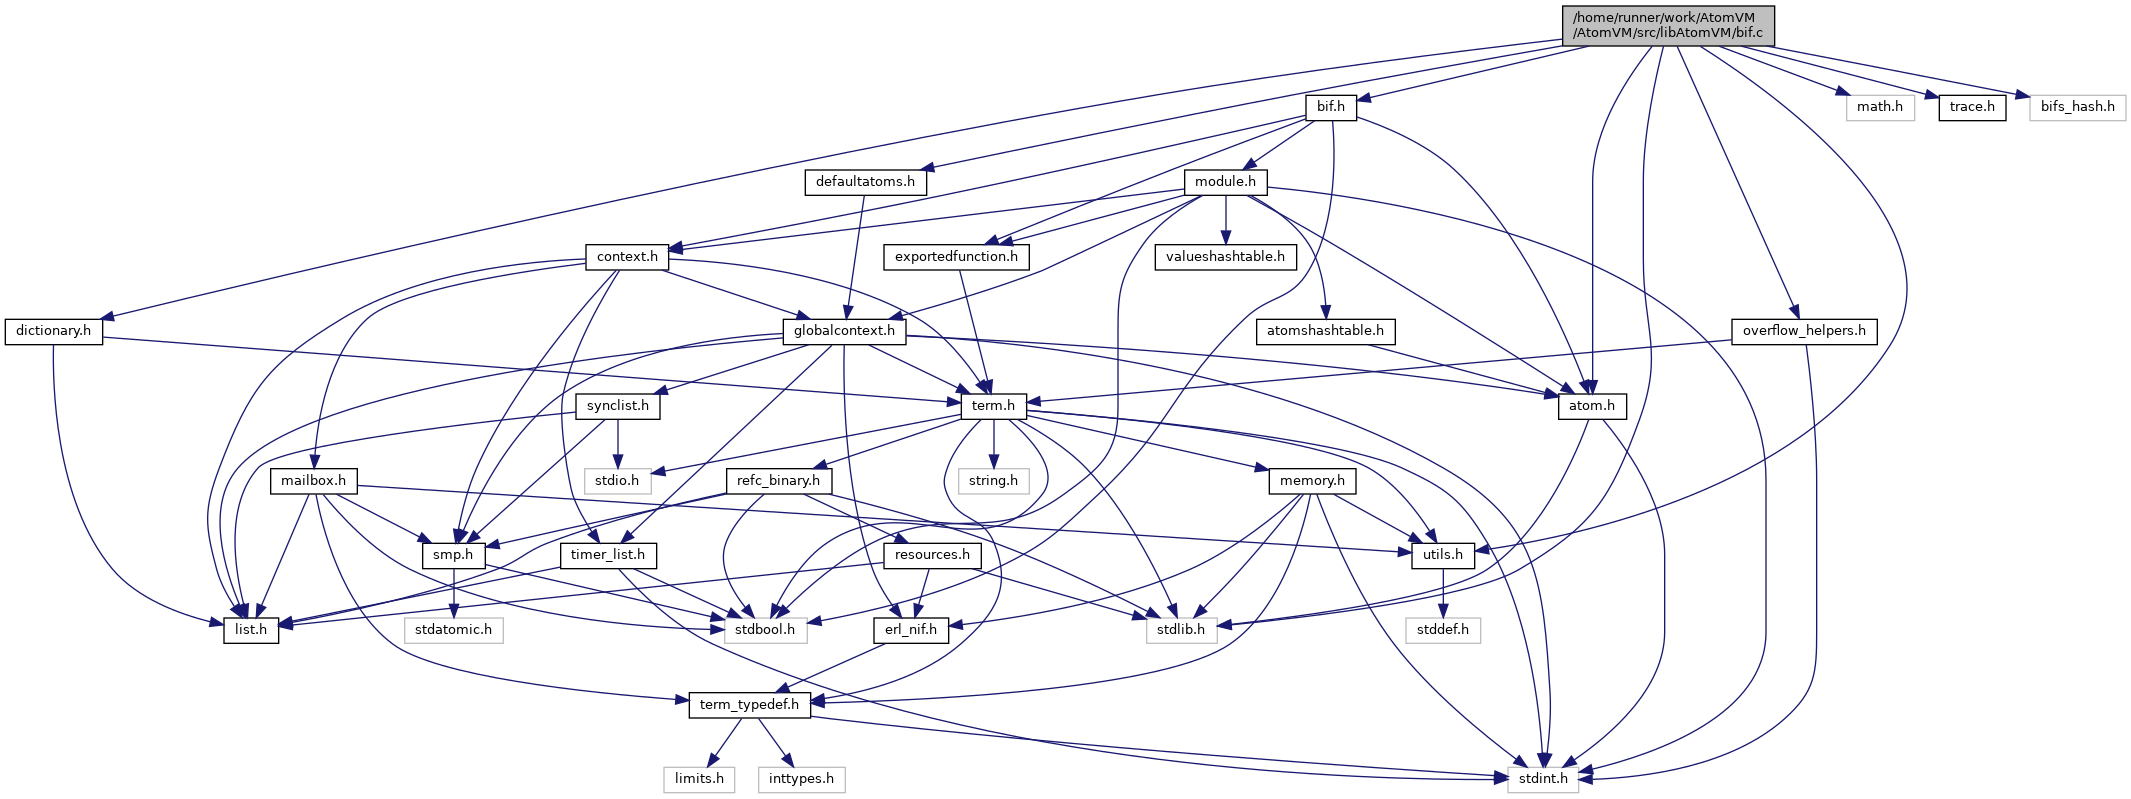 /home/runner/work/AtomVM
/AtomVM/src/libAtomVM/bif.c
bif.h
math.h
trace.h
bifs_hash.h
defaultatoms.h
module.h
context.h
exportedfunction.h
valueshashtable.h
dictionary.h
globalcontext.h
atomshashtable.h
overflow_helpers.h
synclist.h
term.h
atom.h
mailbox.h
stdio.h
refc_binary.h
string.h
memory.h
smp.h
timer_list.h
resources.h
utils.h
list.h
stdatomic.h
stdbool.h
erl_nif.h
stdlib.h
stddef.h
term_typedef.h
limits.h
inttypes.h
stdint.h